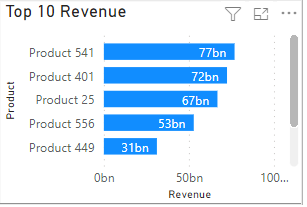 Top 10 Revenue
Product
Product 541 77bn
Product 401 72bn
Product 25 67bn
Product 556 53bn
Product 449 31bn
0bn 50bn 100...
Revenue